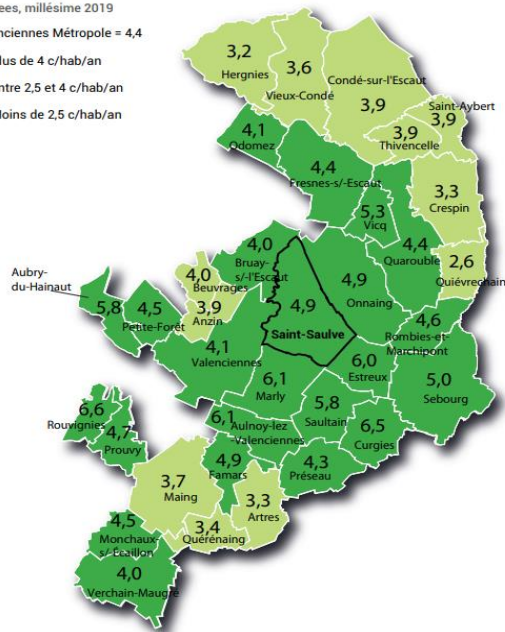 ees, millésime 2019
nciennes Métropole = 4,4
lus de 4 c/hab/an
ntre 2,5 et 4 c/hab/an
oins de 2,5 c/hab/an
3,2
Hergnies
3,6
Vieux-Condé
Condé-sur-l'Escaut
3,9
Saint-Aybert
3,9
3,9
Thivencelle
4,1
Odomez
4,4
Fresnes-s/-Escaut
3,3
Crespin
5,3
Vicq
4,4
Quarouble
2,6
Quiévrechain
4,0
Bruay-
s/-l'Escaut
4,9
Onnaing
Aubry-
du-Hainaut
5,8
4,5
Petite-Forêt
4,0
Beuvrages
3,9
Anzin
4,9
Saint-Saulve
4,6
Rombies-et-
Marchipont
4,1
Valenciennes
6,0
Estreux
5,0
Sebourg
6,1
Marly
5,8
Saultain
6,5
Curgies
6,6
Rouvignies
4,7
Prouvy
6,1
Aulnoy-lez
-Valenciennes
4,9
Famars
4,3
Préseau
3,7
Maing
3,3
Artres
3,4
Quérénaing
4,5
Monchaux-
s/-Écaillon
4,0
Verchain-Maugré